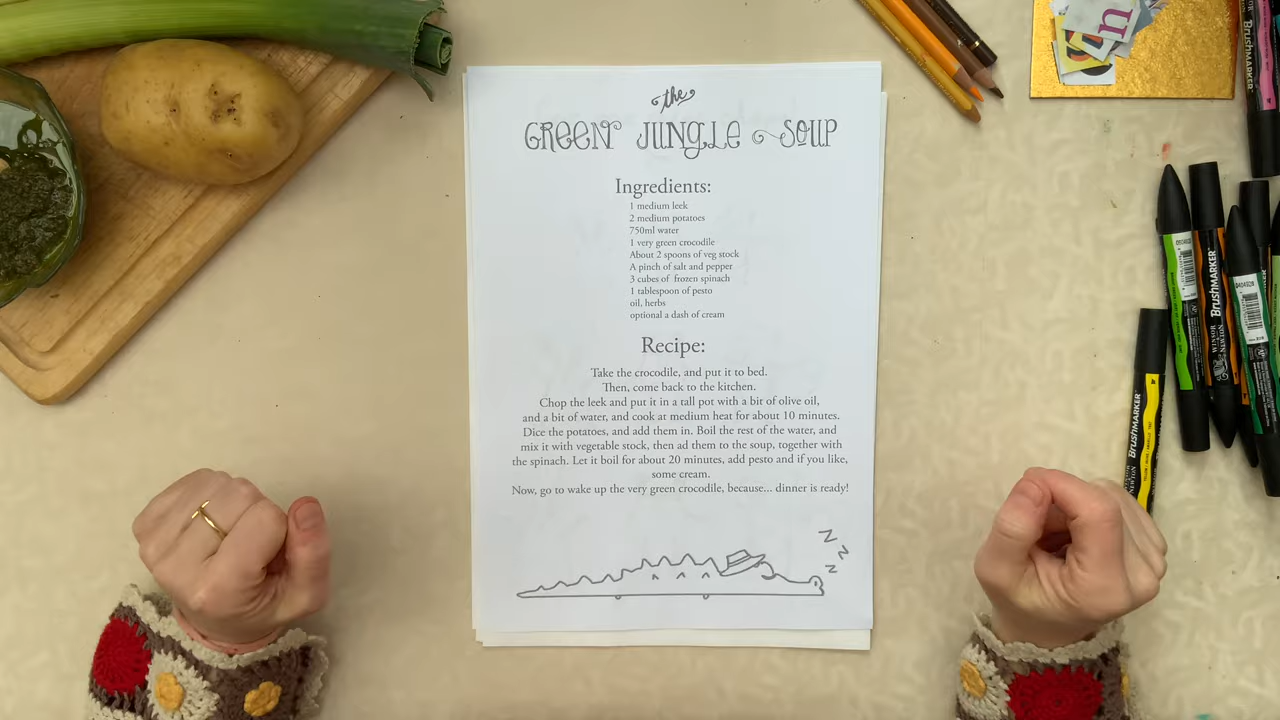 the
GREEN JUNGLE SOUP
Ingredients:
1 medium leek
2 medium potatoes
750ml water
1 very green crocodile
About 2 spoons of veg stock
A pinch of salt and pepper
3 cubes of frozen spinach
1 tablespoon of pesto
oil, herbs
optional a dash of cream
Recipe:
Take the crocodile, and put it to bed.
Then, come back to the kitchen.
Chop the leek and put it in a tall pot with a bit of olive oil,
and a bit of water, and cook at medium heat for about 10 minutes.
Dice the potatoes, and add them in. Boil the rest of the water, and
mix it with vegetable stock, then ad them to the soup, together with
the spinach. Let it boil for about 20 minutes, add pesto and if you like,
some cream.
Now, go to wake up the very green crocodile, because... dinner is ready!
Z
Z
Z
n
BrushMARKER
BrushMARKER
WINSOR
NEWTON
BrushMARKER